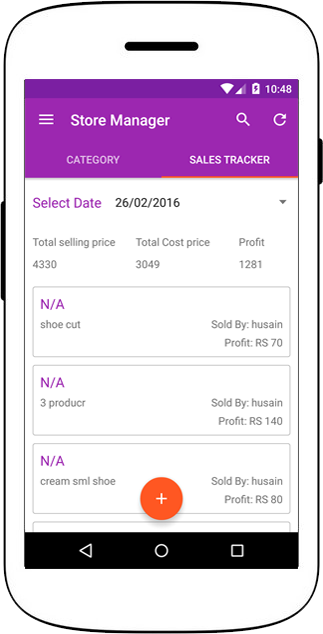 10:48
Store Manager
CATEGORY SALES TRACKER
Select Date 26/02/2016
Total selling price Total Cost price Profit
4330 3049 1281
N/A
shoe cut Sold By: husain
Profit: RS 70
N/A
3 producr Sold By: husain
Profit: RS 140
N/A
cream sml shoe Sold By: husain
Profit: RS 80